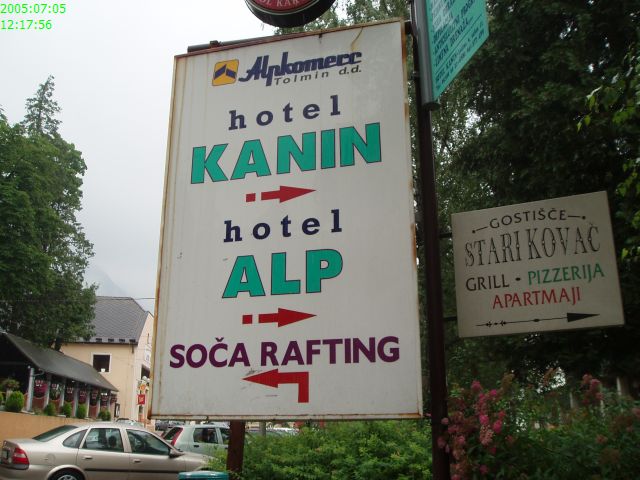 2005:07:05
12:17:56
Alpkomerc
Tolmin d.d.
hotel
KANIN
hotel
ALP
SOČA RAFTING
GOSTIŠČE
STARI KOVAČ
GRILL - PIZZERIJA
APARTMAJI